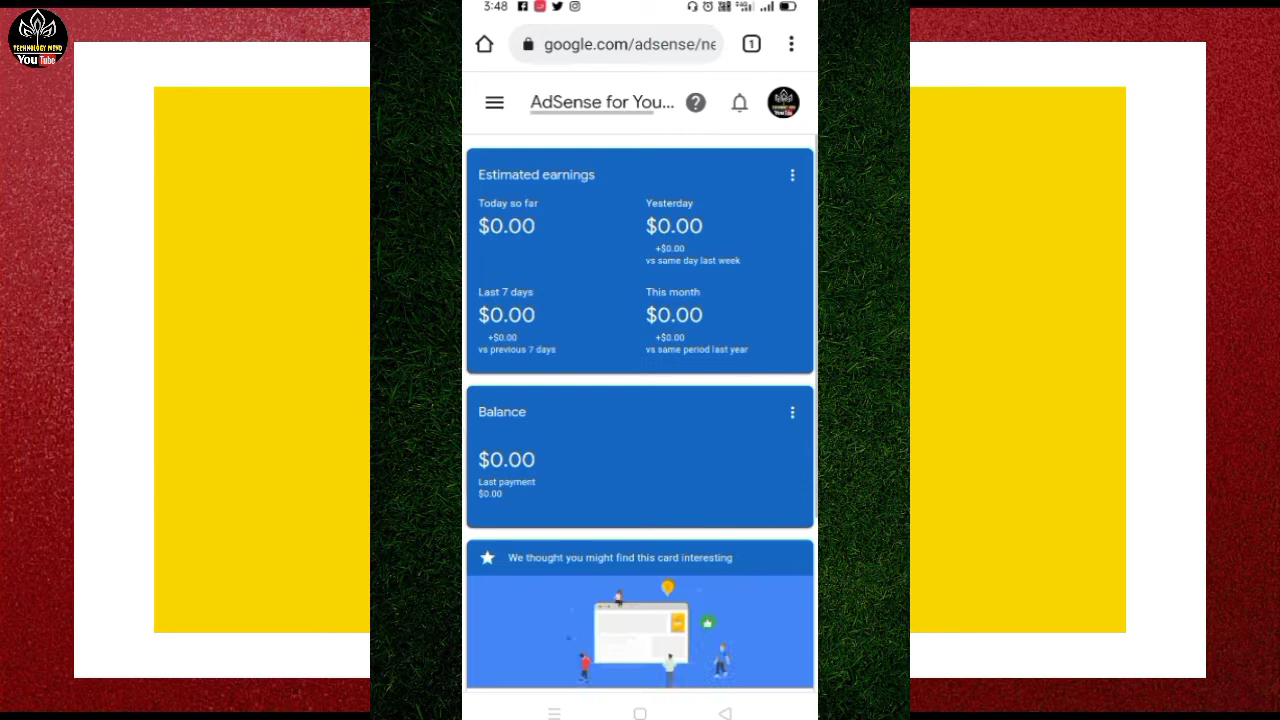 TECHNOLOGY MIND
You Tube
3:48
google.com/adsense/ne
1
AdSense for You...
Estimated earnings
Today so far
$0.00
Yesterday
$0.00
+$0.00
vs same day last week
Last 7 days
$0.00
+$0.00
vs previous 7 days
This month
$0.00
+$0.00
vs same period last year
Balance
$0.00
Last payment
$0.00
We thought you might find this card interesting